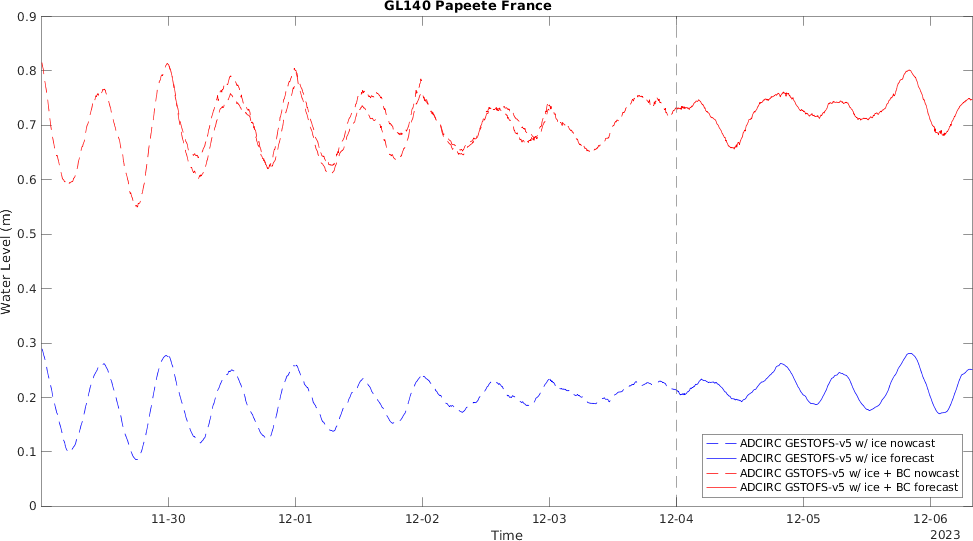 GL140 Papeete France
0.9
0.8
0.7
0.6
0.5
0.4
0.3
0.2
0.1
0
Water Level (m)
ADCIRC GESTOFS-v5 w/ ice nowcast
ADCIRC GESTOFS-v5 w/ ice forecast
ADCIRC GSTOFS-v5 w/ ice + BC nowcast
ADCIRC GSTOFS-v5 w/ ice + BC forecast
11-30 12-01 12-02 12-03 12-04 12-05 12-06
Time
2023